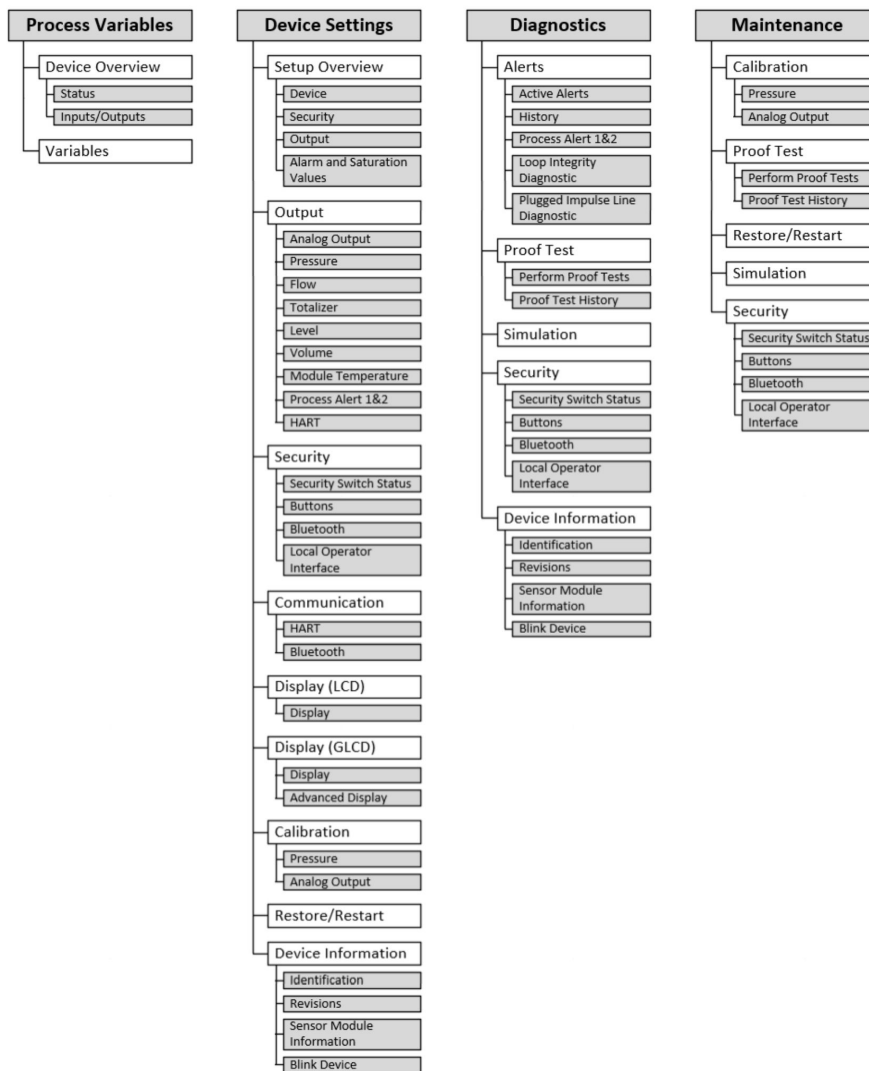 Process Variables
Device Overview
Status
Inputs/Outputs
Variables
Device Settings
Setup Overview
Device
Security
Output
Alarm and Saturation
Values
Output
Analog Output
Pressure
Flow
Totalizer
Level
Volume
Module Temperature
Process Alert 1&2
HART
Security
Security Switch Status
Buttons
Bluetooth
Local Operator
Interface
Communication
HART
Bluetooth
Display (LCD)
Display
Display (GLCD)
Display
Advanced Display
Calibration
Pressure
Analog Output
Restore/Restart
Device Information
Identification
Revisions
Sensor Module
Information
Blink Device
Diagnostics
Alerts
Active Alerts
History
Process Alert 1&2
Loop Integrity
Diagnostic
Plugged Impulse Line
Diagnostic
Proof Test
Perform Proof Tests
Proof Test History
Simulation
Security
Security Switch Status
Buttons
Bluetooth
Local Operator
Interface
Device Information
Identification
Revisions
Sensor Module
Information
Blink Device
Maintenance
Calibration
Pressure
Analog Output
Proof Test
Perform Proof Tests
Proof Test History
Restore/Restart
Simulation
Security
Security Switch Status
Buttons
Bluetooth
Local Operator
Interface